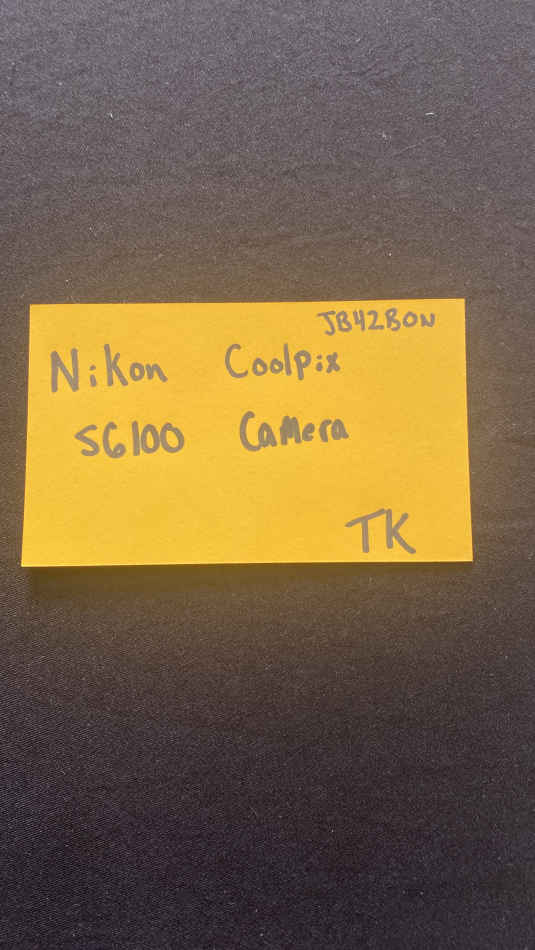 JB42BON
Nikon Coolpix
S6100 Camera
TK